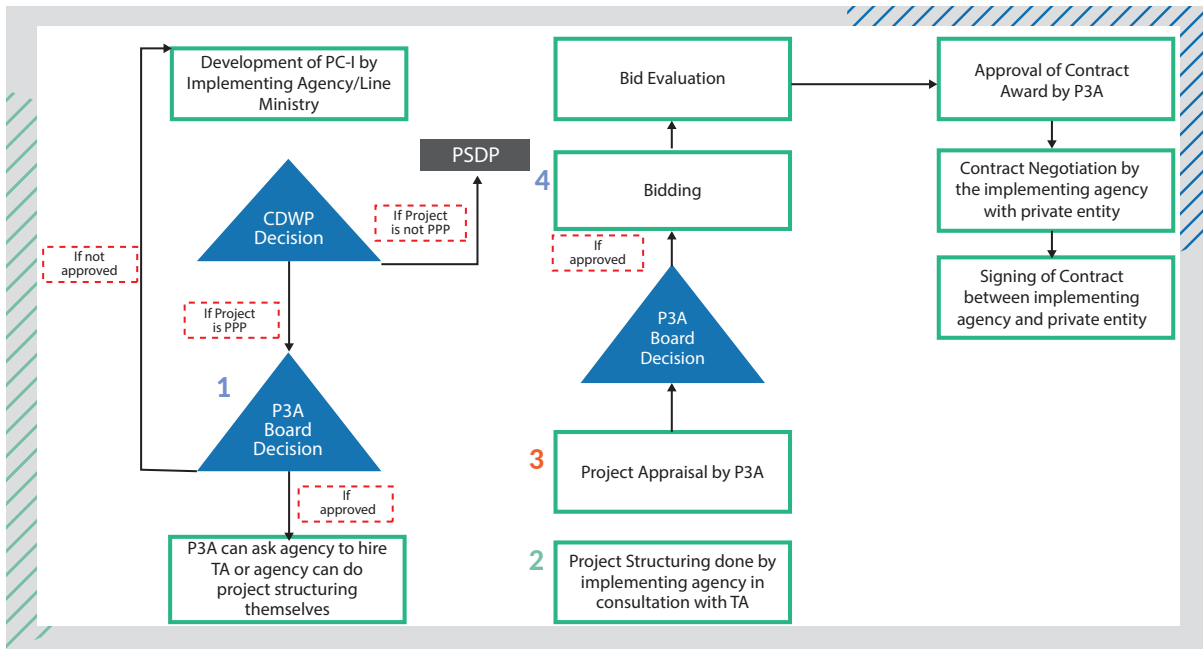 Development of PC-I by
Implementing Agency/Line
Ministry
PSDP
CDWP
Decision
If Project
is not PPP
If not
approved
If Project
is PPP
1
P3A
Board
Decision
If
approved
P3A can ask agency to hire
TA or agency can do
project structuring
themselves
Bid Evaluation
4
Bidding
If
approved
P3A
Board
Decision
3
Project Appraisal by P3A
2
Project Structuring done by
implementing agency in
consultation with TA
Approval of Contract
Award by P3A
Contract Negotiation by
the implementing agency
with private entity
Signing of Contract
between implementing
agency and private entity